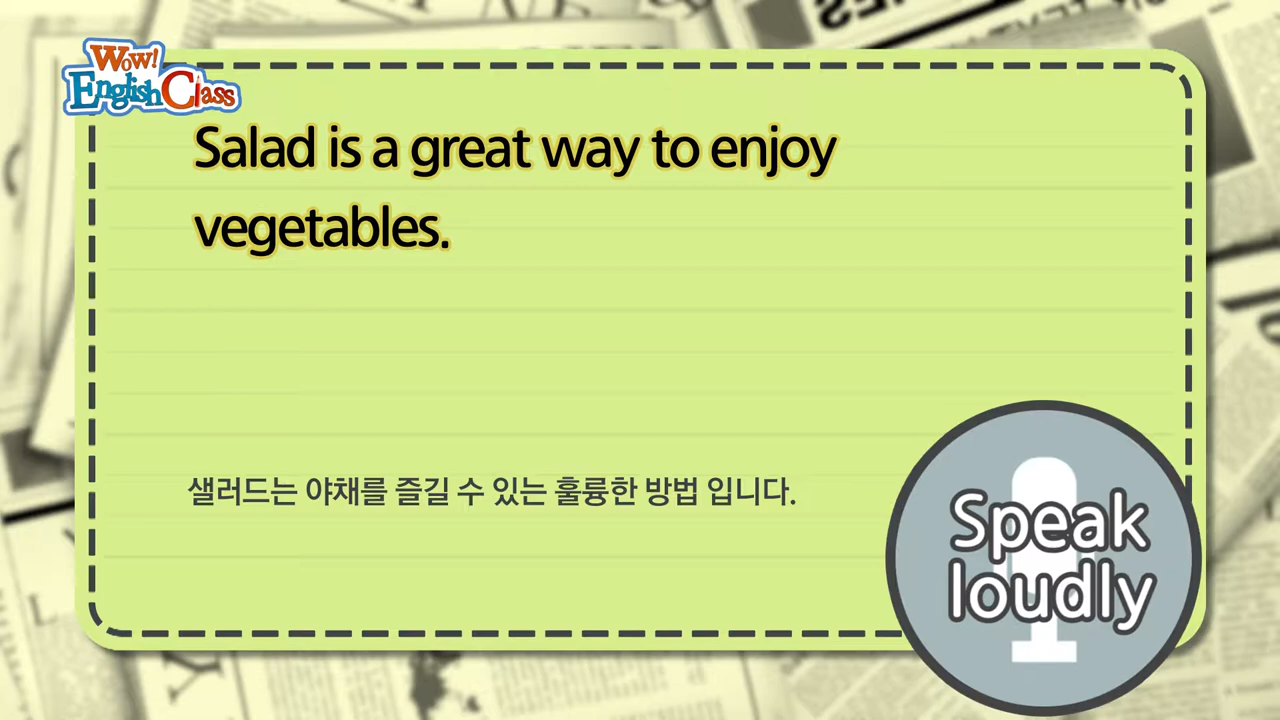 Wow!
English Class
Salad is a great way to enjoy
vegetables.
샐러드는 야채를 즐길 수 있는 훌륭한 방법 입니다.
Speak
loudly